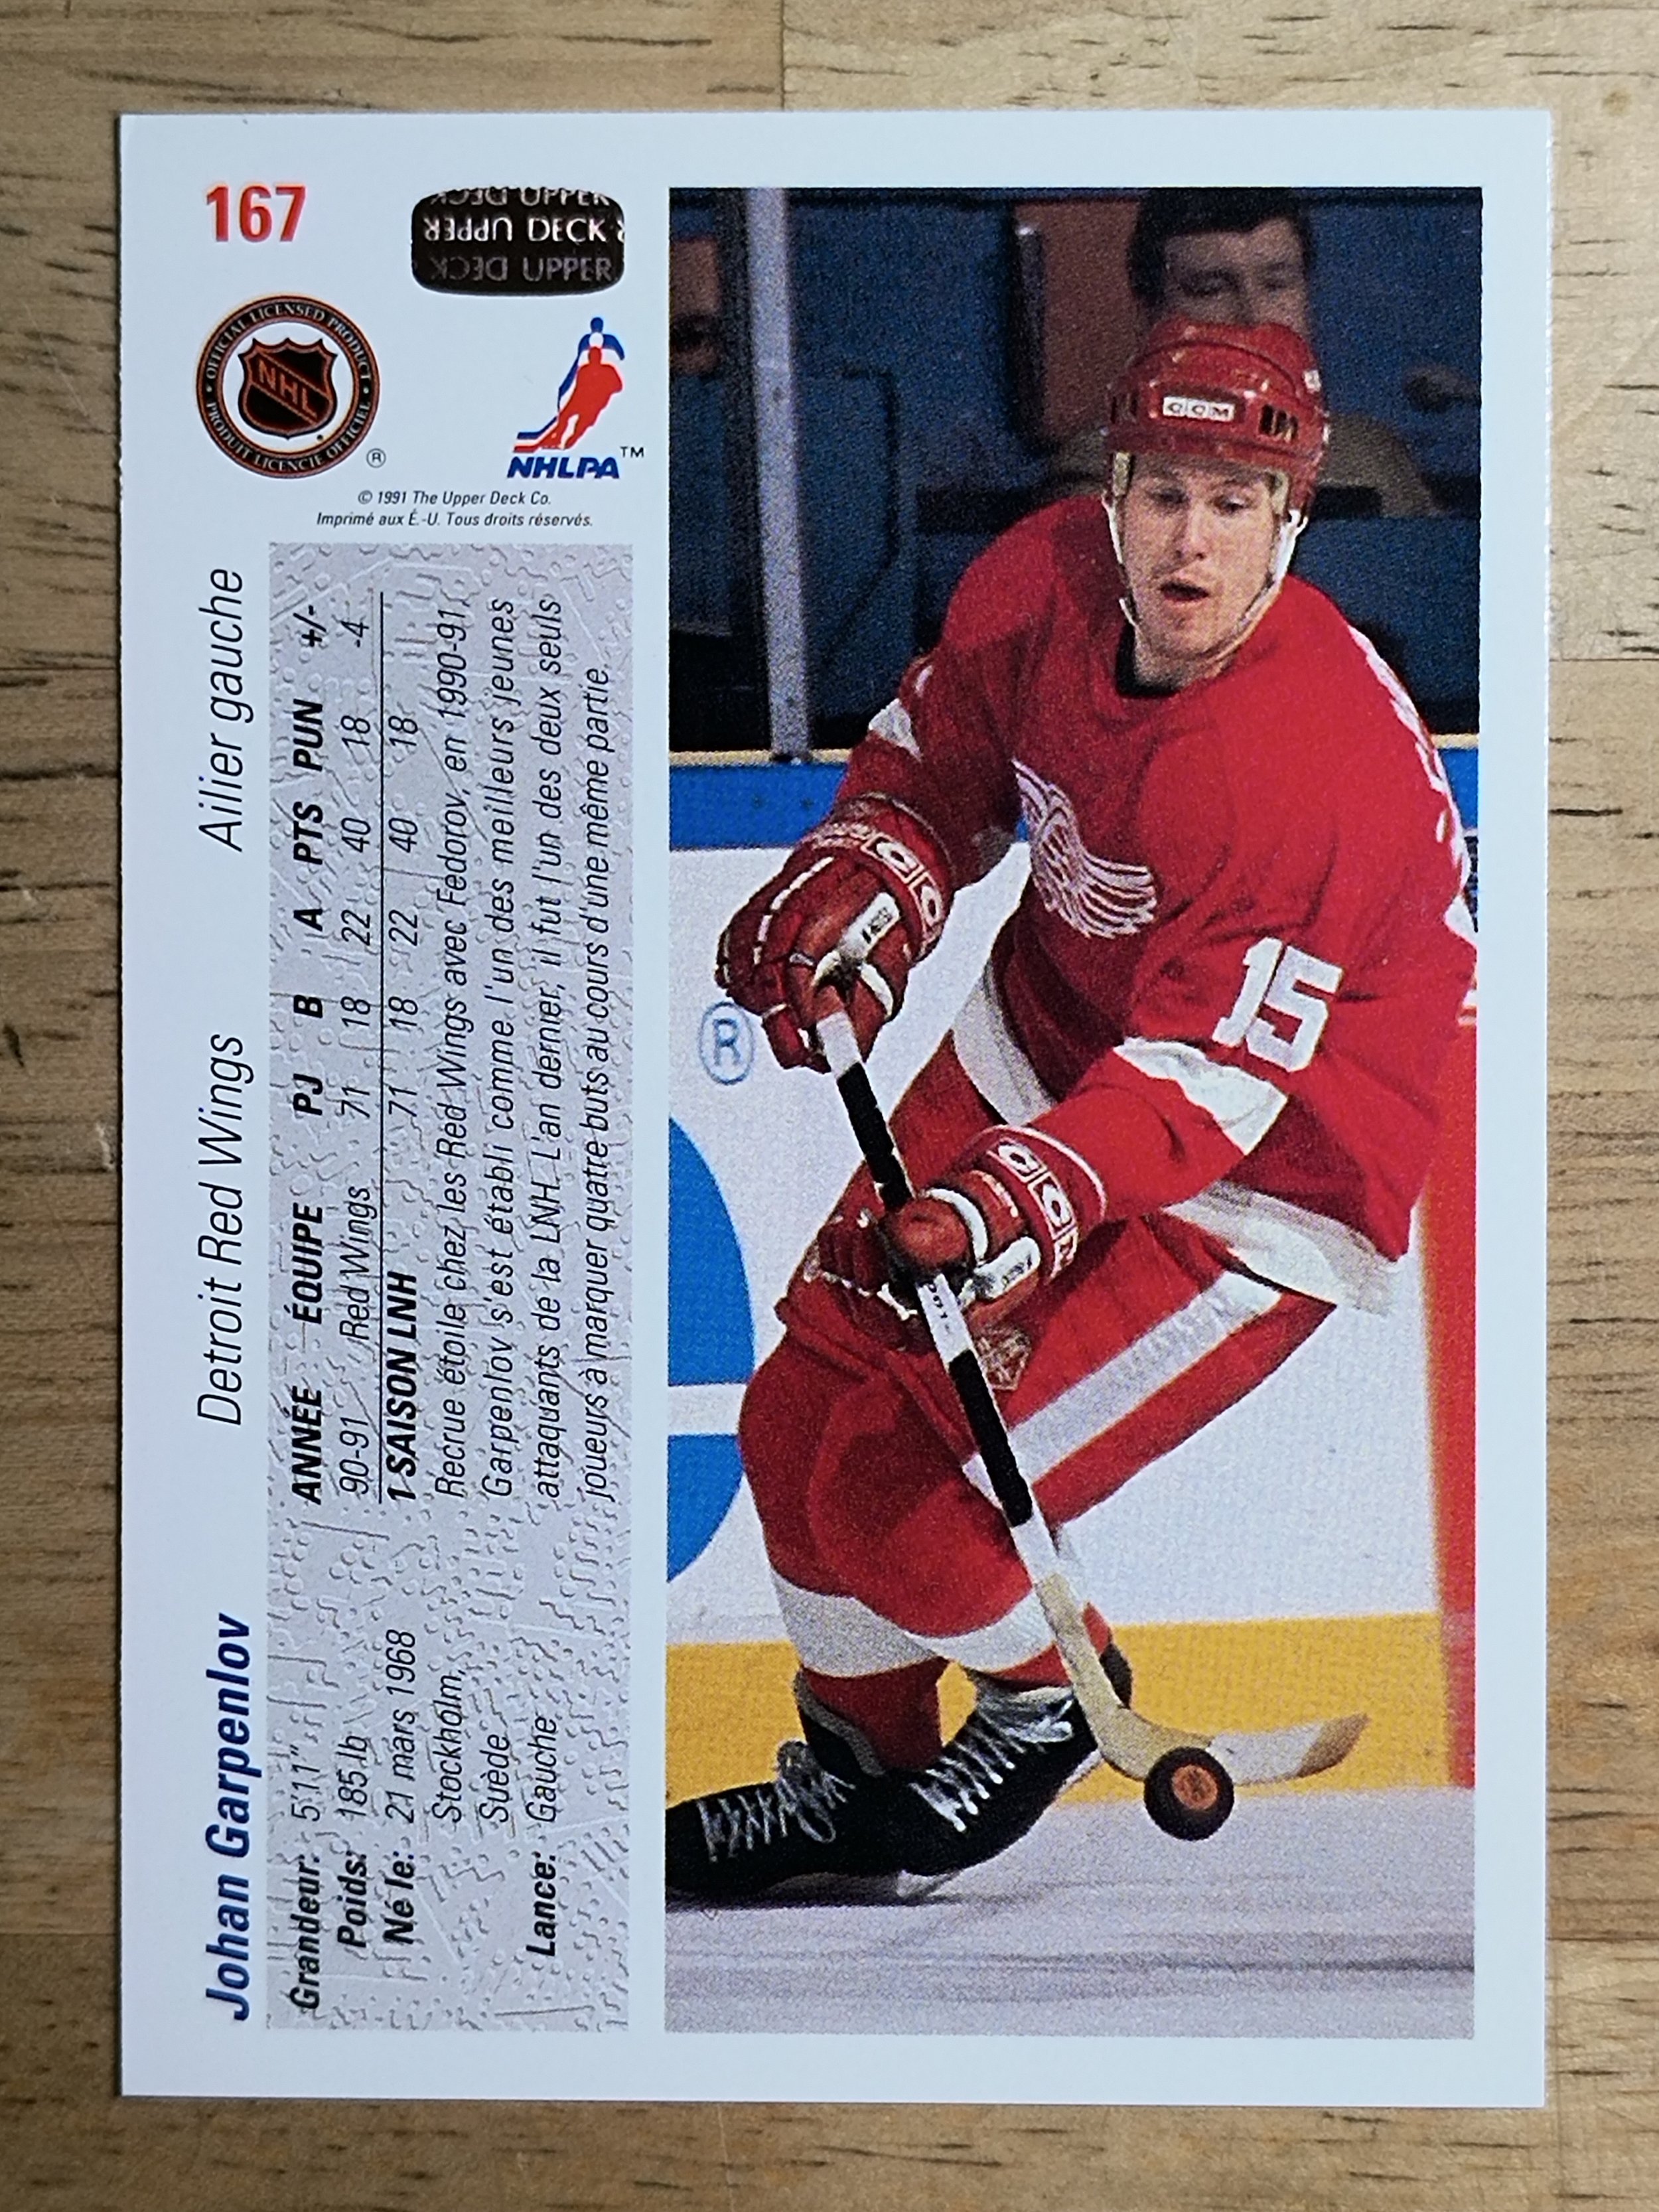 167
UPPER DECK
UPPER DECK
UPPER DECK
OFFICIAL LICENSED PRODUCT
NHL
PRODUIT LICENCIE OFFICIEL
®
NHLPA™
© 1991 The Upper Deck Co.
Imprimé aux É.-U. Tous droits réservés.
Johan Garpenlov Detroit Red Wings Ailier gauche
Grandeur: 5'11"
Poids: 185 lb
Né le: 21 mars 1968
Stockholm,
Suède
Lance: Gauche
ANNÉE ÉQUIPE PJ B A PTS PUN +/-
90-91 Red Wings 71 18 22 40 18 -4
1 SAISON LNH 71 18 22 40 18
Recrue étoile chez les Red Wings avec Fedorov, en 1990-91,
Garpenlov s'est établi comme l'un des meilleurs jeunes
attaquants de la LNH. L'an dernier, il fut l'un des deux seuls
joueurs à marquer quatre buts au cours d'une même partie.
CCM
15
®